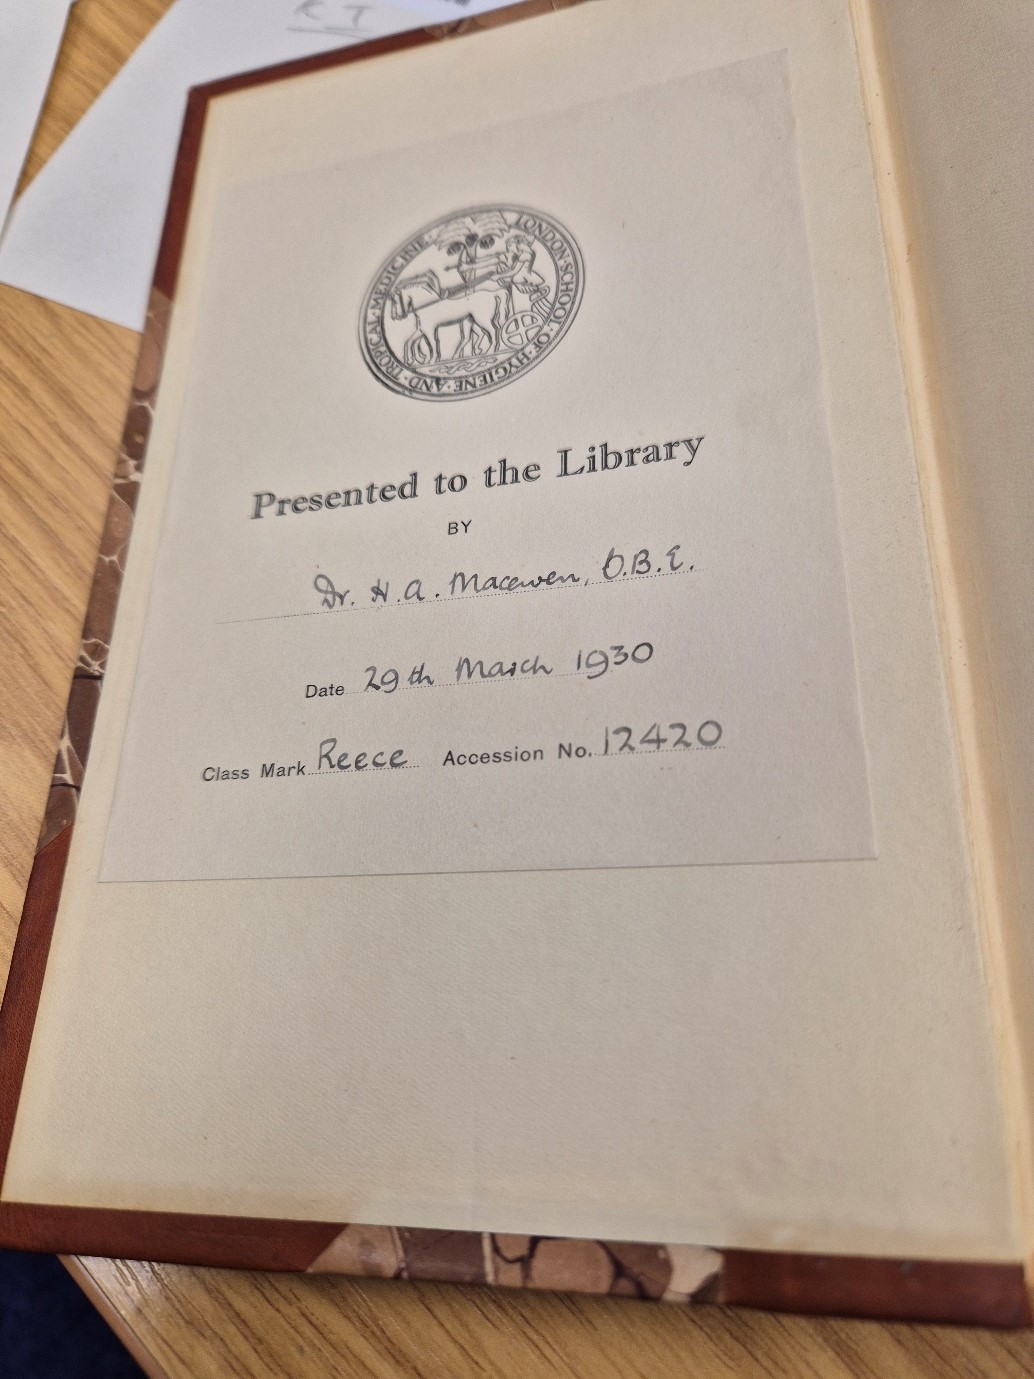 K T
LONDON · SCHOOL · OF · HYGIENE · AND · TROPICAL · MEDICINE ·
Presented to the Library
BY
Dr. H. A. Macewen, O.B.E.
Date 29th March 1930
Class Mark Reece Accession No. 12420